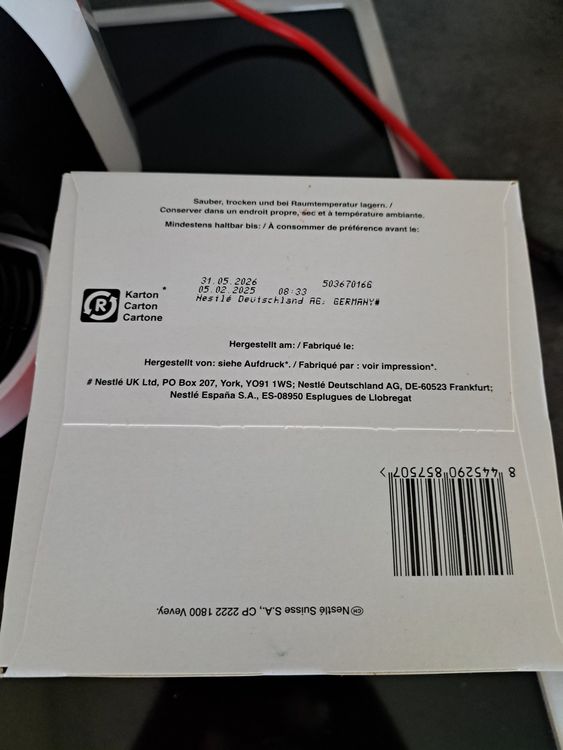 Sauber, trocken und bei Raumtemperatur lagern. /
Conserver dans un endroit propre, sec et à température ambiante.
Mindestens haltbar bis: / À consommer de préférence avant le:
31.05.2026 50367016G
05.02.2025 08:33
Nestlé Deutschland AG, GERMANY#
R
Karton *
Carton
Cartone
Hergestellt am: / Fabriqué le:
Hergestellt von: siehe Aufdruck*. / Fabriqué par : voir impression*.
# Nestlé UK Ltd, PO Box 207, York, YO91 1WS; Nestlé Deutschland AG, DE-60523 Frankfurt;
Nestlé España S.A., ES-08950 Esplugues de Llobregat
8 445290 857507 >
CH Nestlé Suisse S.A., CP 2222 1800 Vevey.